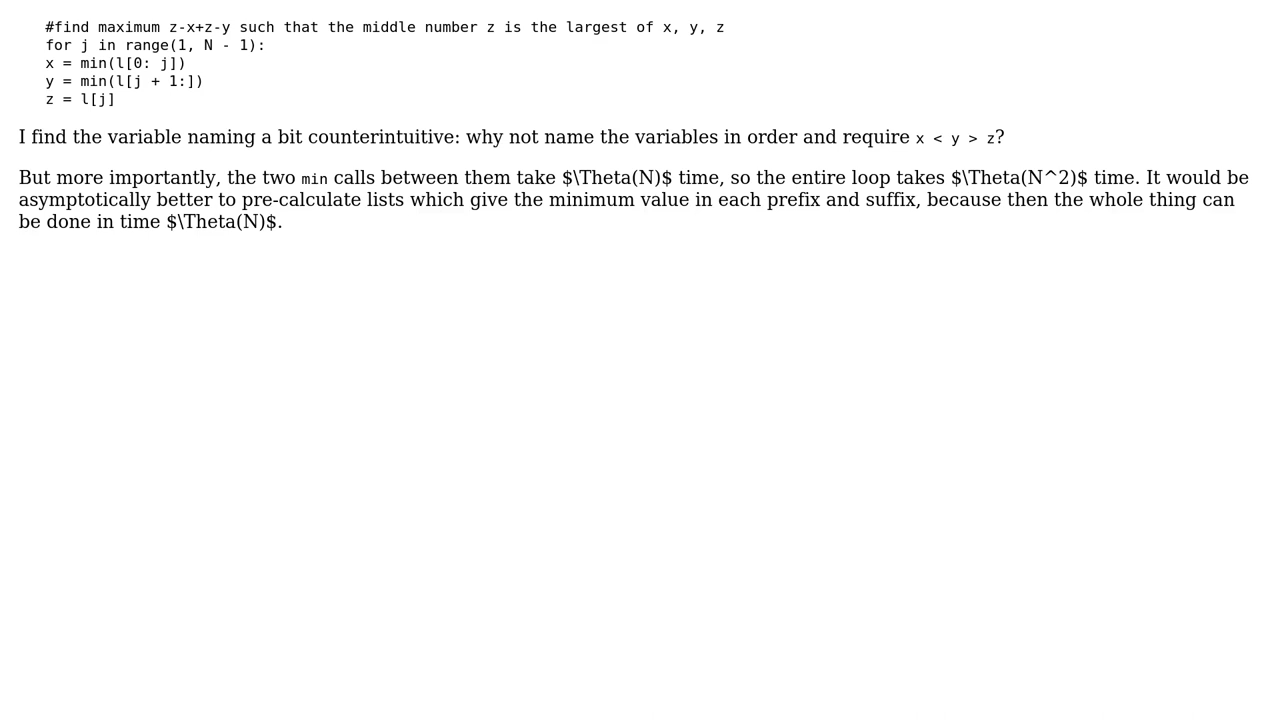 #find maximum z-x+z-y such that the middle number z is the largest of x, y, z
for j in range(1, N - 1):
x = min(l[0: j])
y = min(l[j + 1:])
z = l[j]
I find the variable naming a bit counterintuitive: why not name the variables in order and require x < y > z?
But more importantly, the two min calls between them take $\Theta(N)$ time, so the entire loop takes $\Theta(N^2)$ time. It would be
asymptotically better to pre-calculate lists which give the minimum value in each prefix and suffix, because then the whole thing can
be done in time $\Theta(N)$.